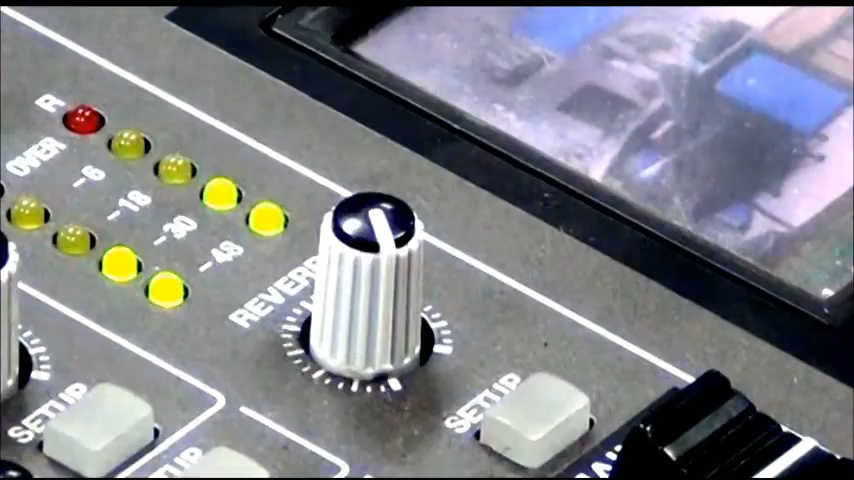 R
OVER
-6
-18
-30
-48
REVERB
SETUP
SETUP